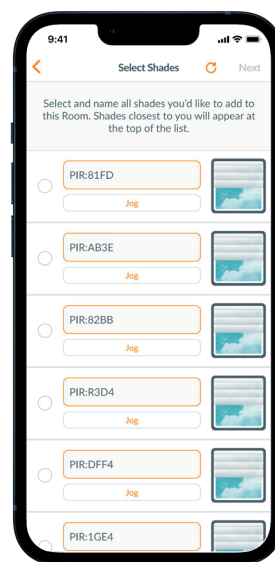 9:41
Select Shades
Next
Select and name all shades you'd like to add to
this Room. Shades closest to you will appear at
the top of the list.
PIR:81FD
Jog
PIR:AB3E
Jog
PIR:82BB
Jog
PIR:R3D4
Jog
PIR:DFF4
Jog
PIR:1GE4